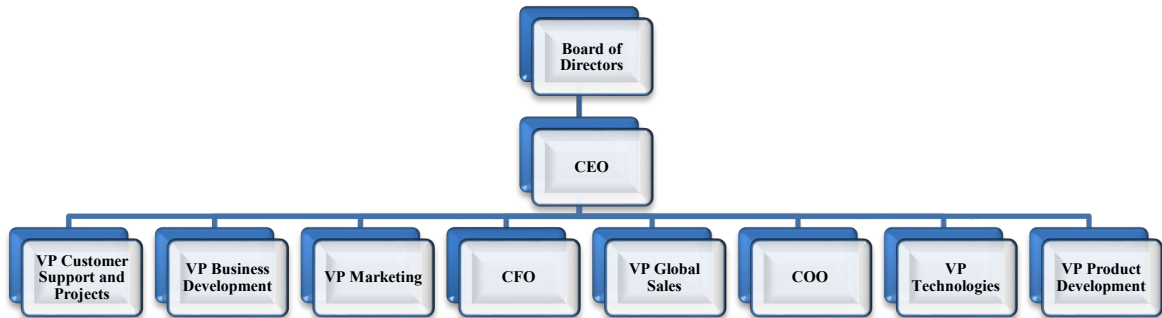 Board of
Directors
CEO
VP Customer
Support and
Projects
VP Business
Development
VP Marketing
CFO
VP Global
Sales
COO
VP
Technologies
VP Product
Development